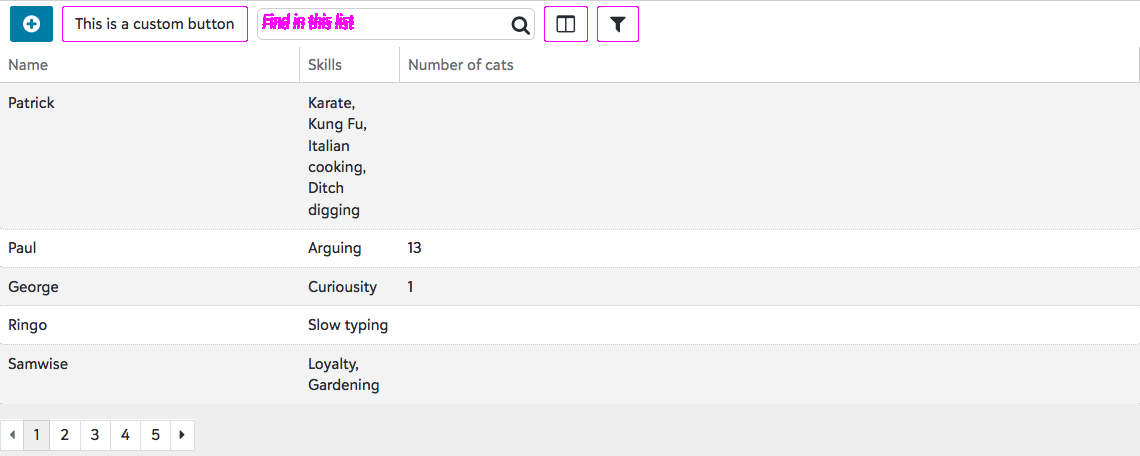 This is a custom button
Find in this list
Name Skills Number of cats
Patrick Karate,
Kung Fu,
Italian
cooking,
Ditch
digging
Paul Arguing 13
George Curiousity 1
Ringo Slow typing
Samwise Loyalty,
Gardening
1 2 3 4 5